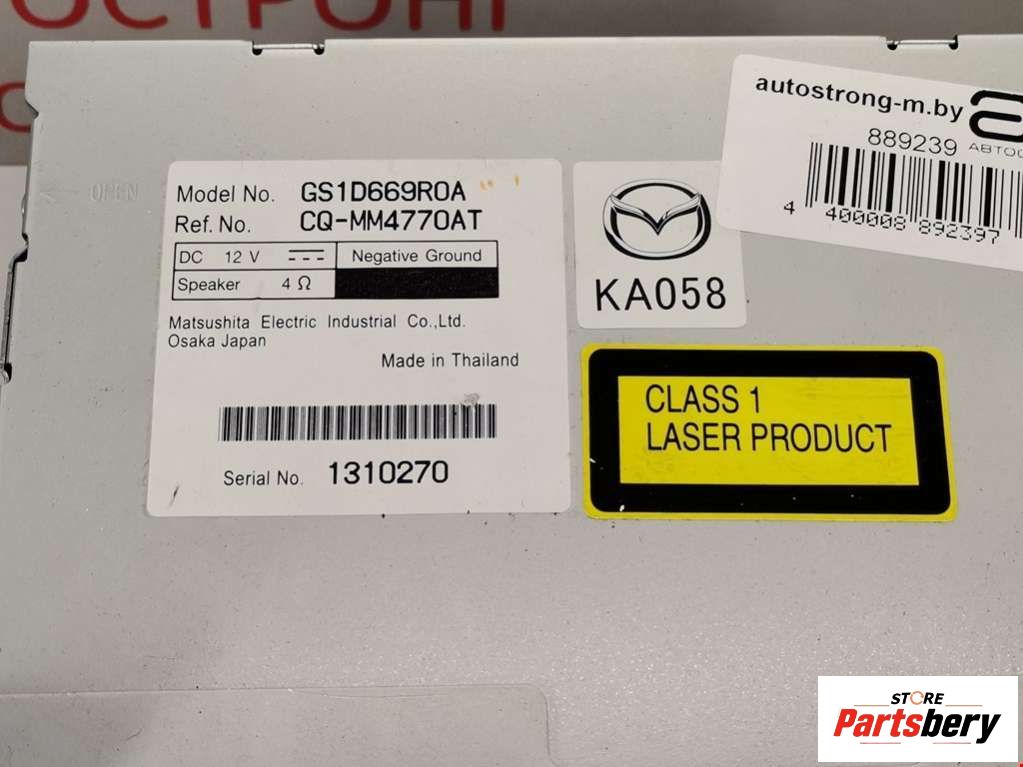 ОСТРОНГ
autostrong-m.by
889239
4 400008 892397
OPEN
Model No. GS1D669R0A
Ref. No. CQ-MM4770AT
DC 12 V Negative Ground
Speaker 4 Ω
Matsushita Electric Industrial Co.,Ltd.
Osaka Japan
Made in Thailand
Serial No. 1310270
KA058
CLASS 1
LASER PRODUCT
STORE
Partsbery